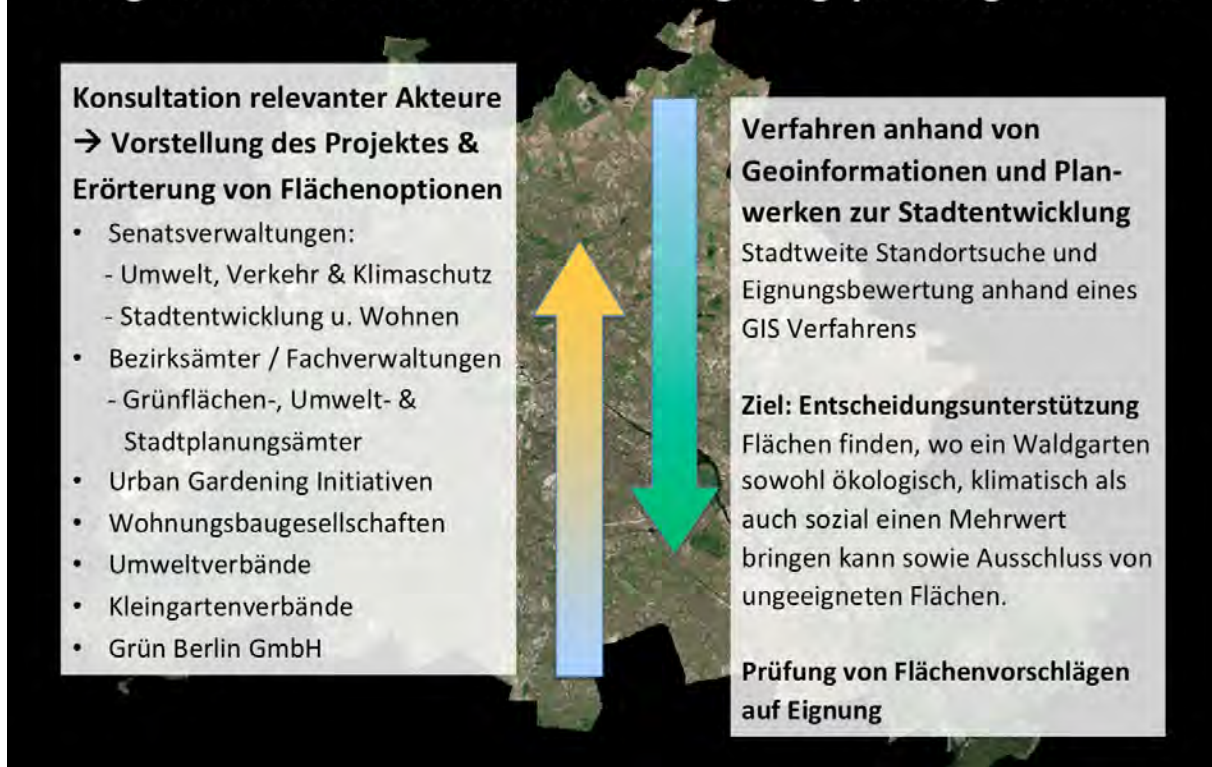 Konsultation relevanter Akteure
→ Vorstellung des Projektes &
Erörterung von Flächenoptionen
• Senatsverwaltungen:
- Umwelt, Verkehr & Klimaschutz
- Stadtentwicklung u. Wohnen
• Bezirksämter / Fachverwaltungen
- Grünflächen-, Umwelt- &
Stadtplanungsämter
• Urban Gardening Initiativen
• Wohnungsbaugesellschaften
• Umweltverbände
• Kleingartenverbände
• Grün Berlin GmbH
Verfahren anhand von
Geoinformationen und Plan-
werken zur Stadtentwicklung
Stadtweite Standortsuche und
Eignungsbewertung anhand eines
GIS Verfahrens
Ziel: Entscheidungsunterstützung
Flächen finden, wo ein Waldgarten
sowohl ökologisch, klimatisch als
auch sozial einen Mehrwert
bringen kann sowie Ausschluss von
ungeeigneten Flächen.
Prüfung von Flächenvorschlägen
auf Eignung